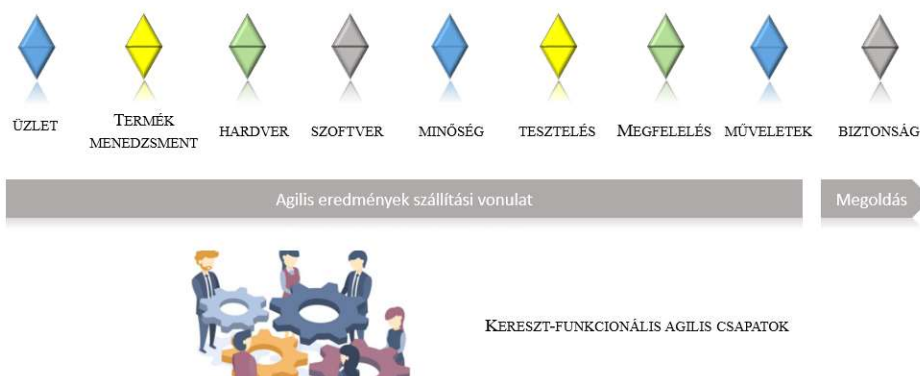 ÜZLET
TERMÉK
MENEDZSMENT
HARDVER
SZOFTVER
MINŐSÉG
TESZTELÉS
MEGFELELÉS
MŰVELETEK
BIZTONSÁG
Agilis eredmények szállítási vonulat
Megoldás
KERESZT-FUNKCIONÁLIS AGILIS CSAPATOK